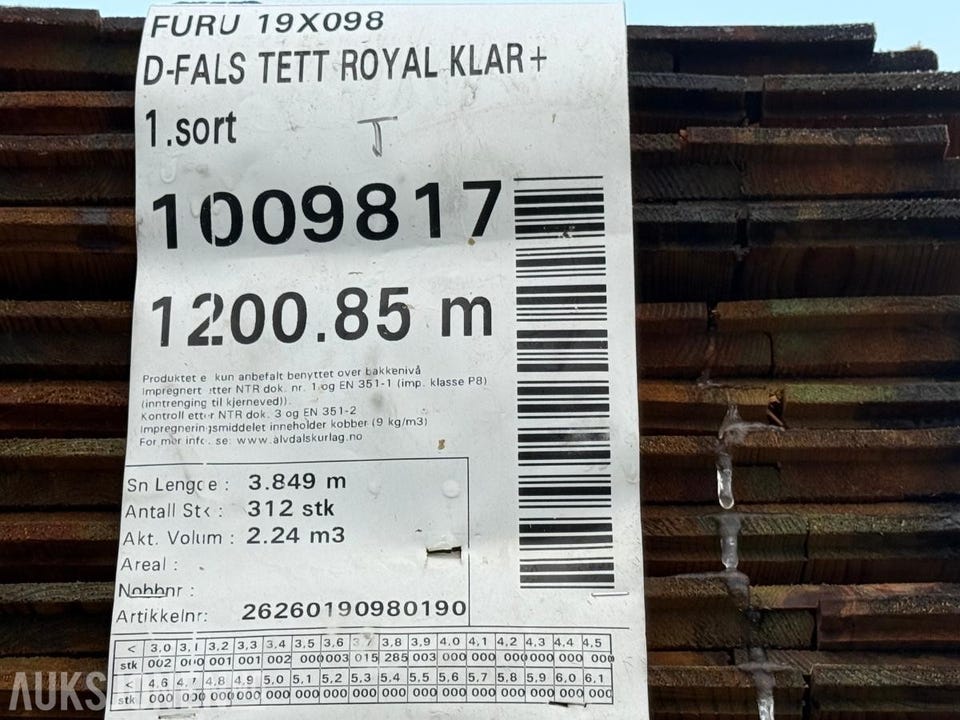 FURU 19X098
D-FALS TETT ROYAL KLAR+
1.sort
T
1009817
1200.85 m
Produktet e kun anbefalt benyttet over bakkenivå
Impregnert etter NTR dok. nr. 1 og EN 351-1 (imp. klasse P8)
(inntrenging til kjerneved)).
Kontroll etter NTR dok. 3 og EN 351-2
Impregneringsmiddelet inneholder kobber (9 kg/m3)
For mer info. se: www.alvdalskurlag.no
Sn Lengde : 3.849 m
Antall Stk : 312 stk
Akt. Volum : 2.24 m3
Areal :
Nobbnr :
Artikkelnr: 26260190980190
< 3,0 3,1 3,2 3,3 3,4 3,5 3,6 3,7 3,8 3,9 4,0 4,1 4,2 4,3 4,4 4,5
stk 002 000 001 001 002 000 003 015 285 003 000 000 000 000 000 000
< 4,6 4,7 4,8 4,9 5,0 5,1 5,2 5,3 5,4 5,5 5,6 5,7 5,8 5,9 6,0 6,1
stk 000 000 000 000 000 000 000 000 000 000 000 000 000 000 000 000